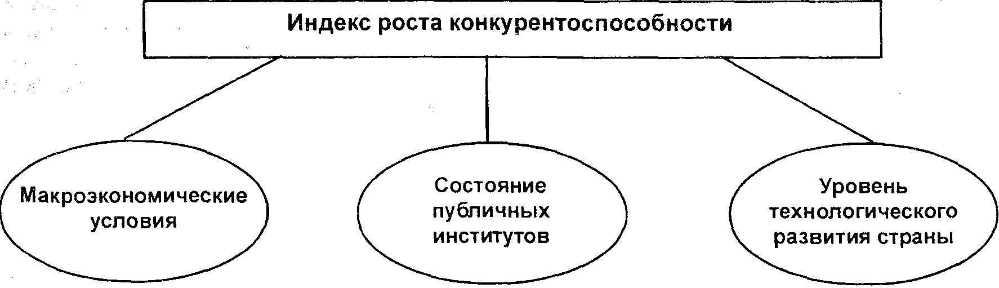 Индекс роста конкурентоспособности
Макроэкономические
условия
Состояние
публичных
институтов
Уровень
технологического
развития страны